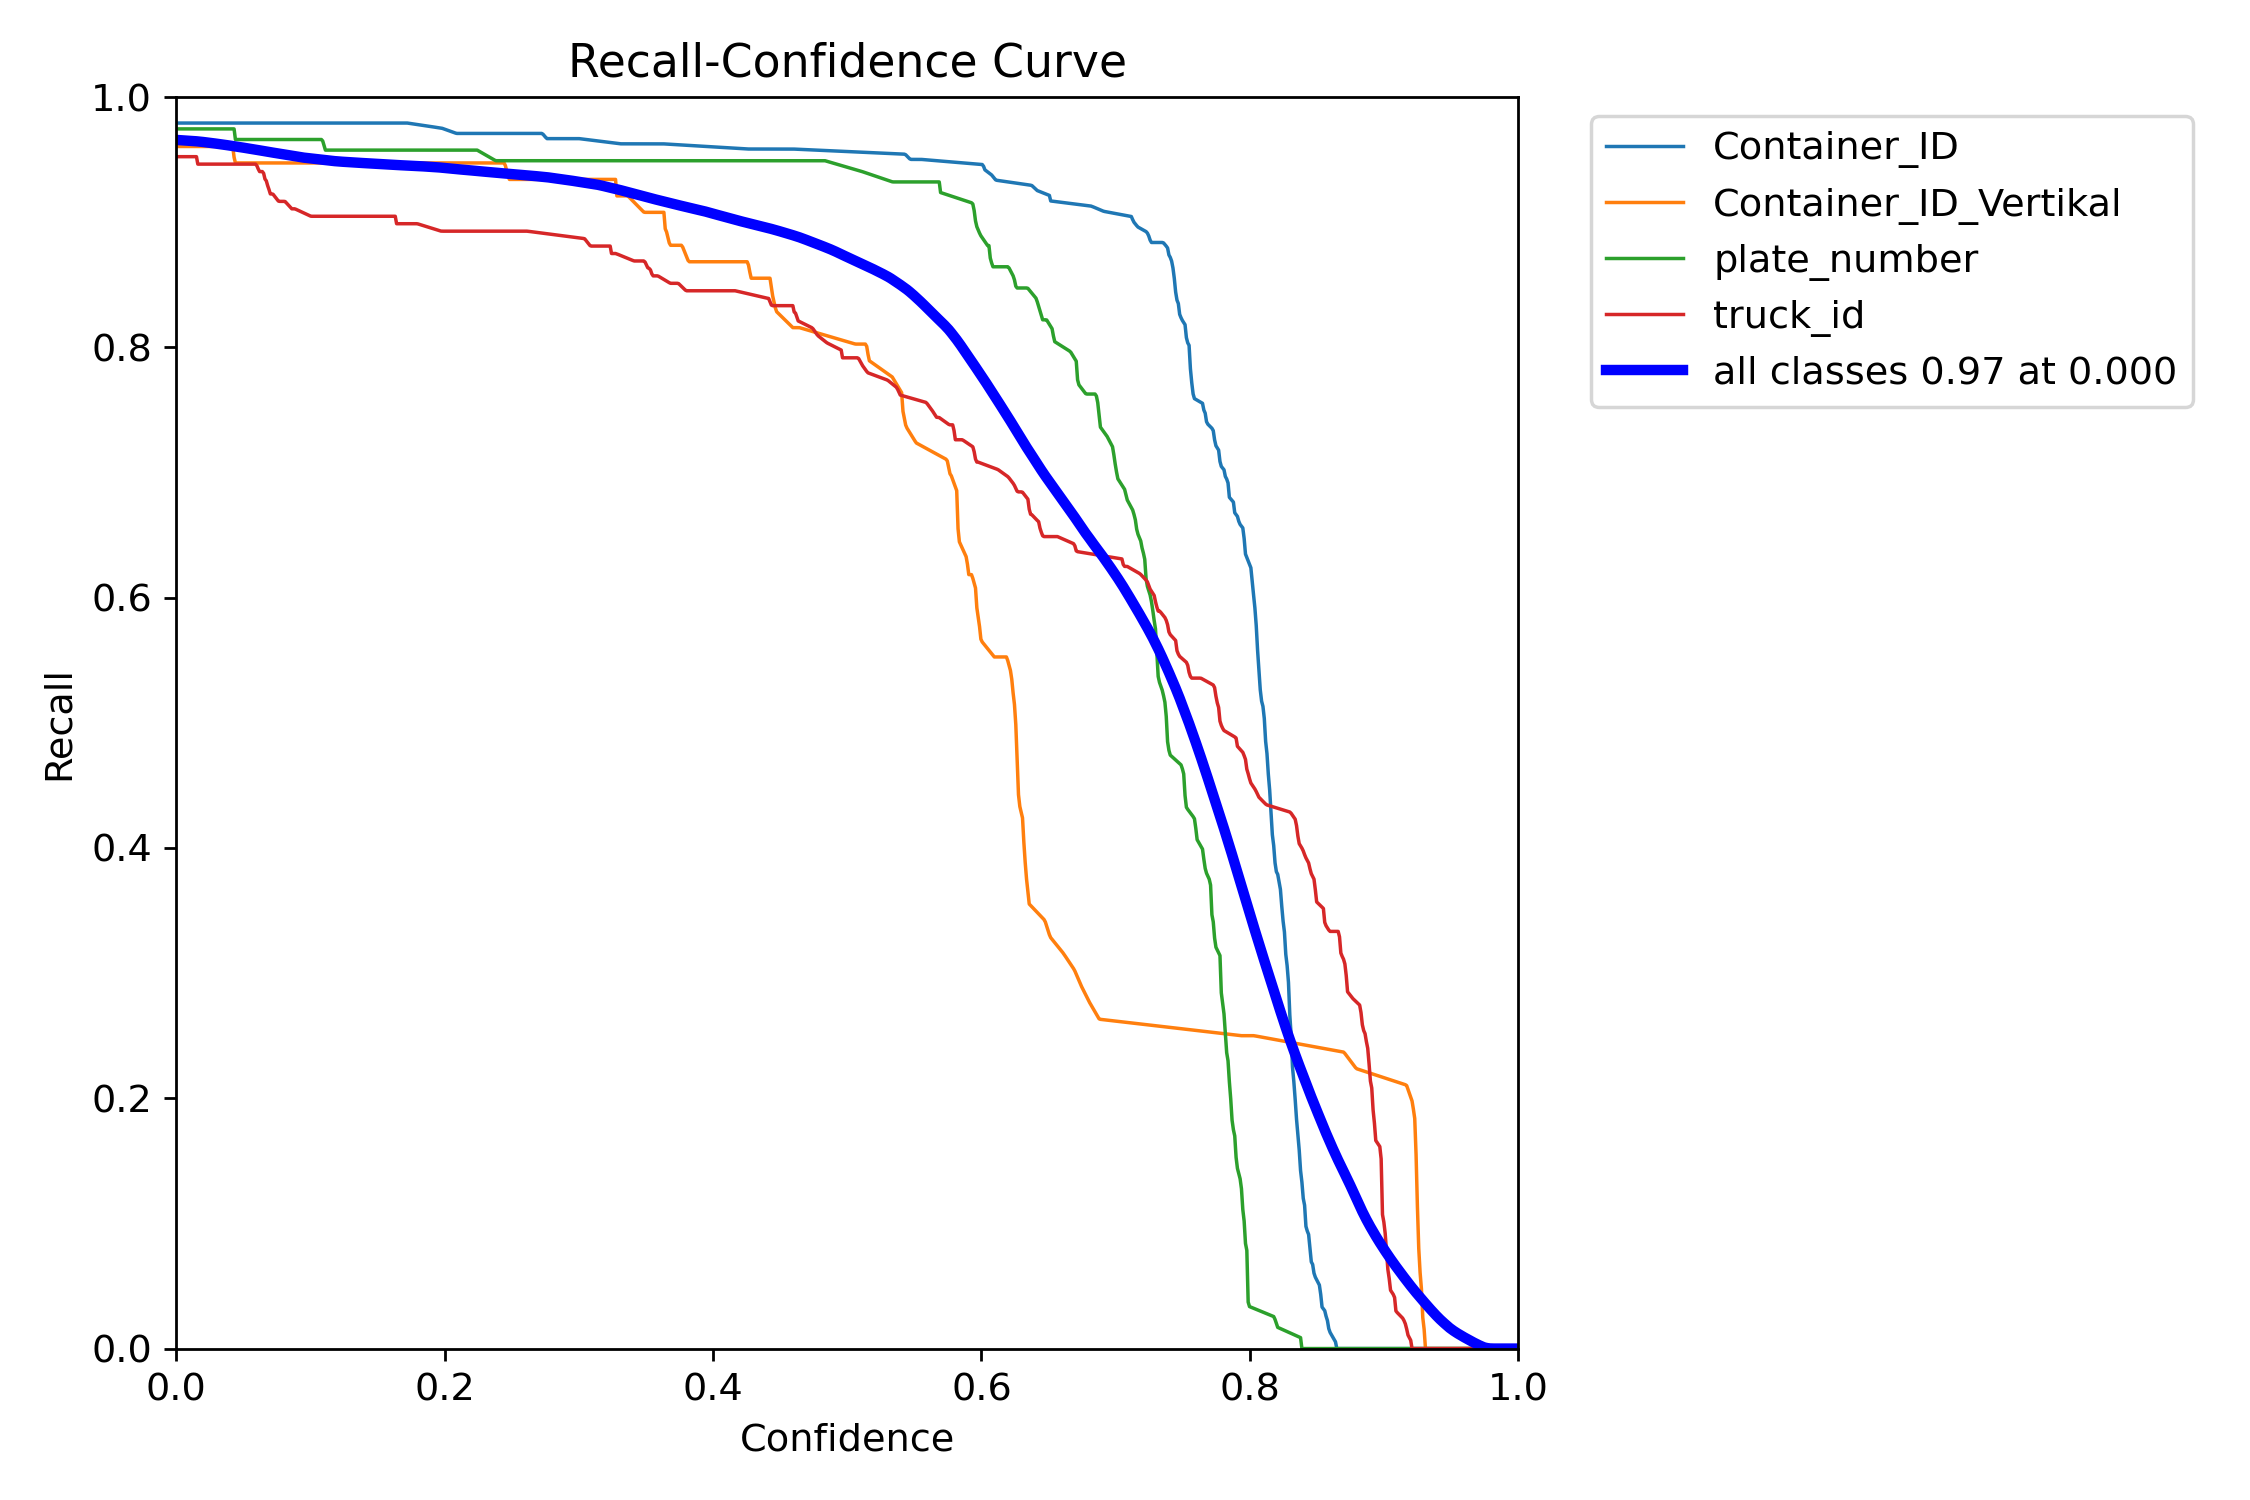 Recall-Confidence Curve
1.0
0.8
0.6
0.4
0.2
0.0
Recall
0.0 0.2 0.4 0.6 0.8 1.0
Confidence
Container_ID
Container_ID_Vertikal
plate_number
truck_id
all classes 0.97 at 0.000